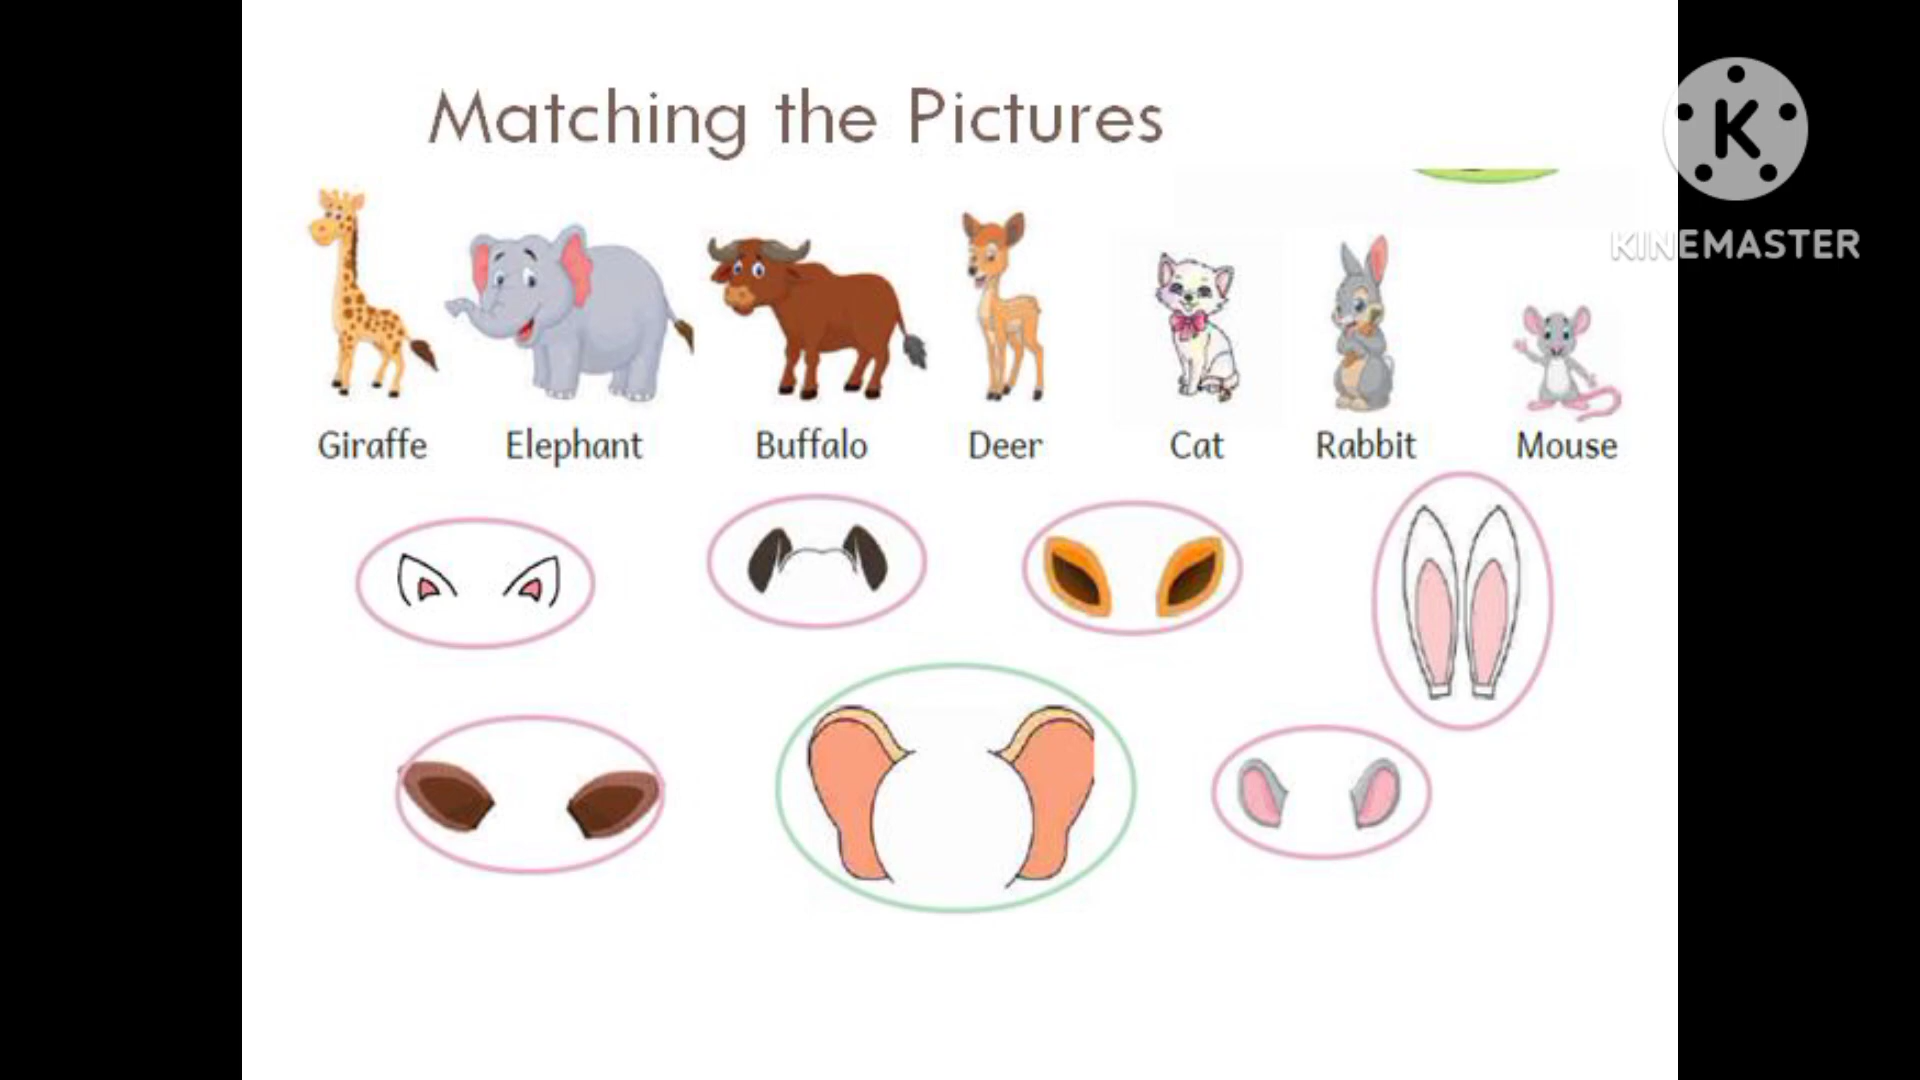 Matching the Pictures
K
KINEMASTER
Giraffe Elephant Buffalo Deer Cat Rabbit Mouse